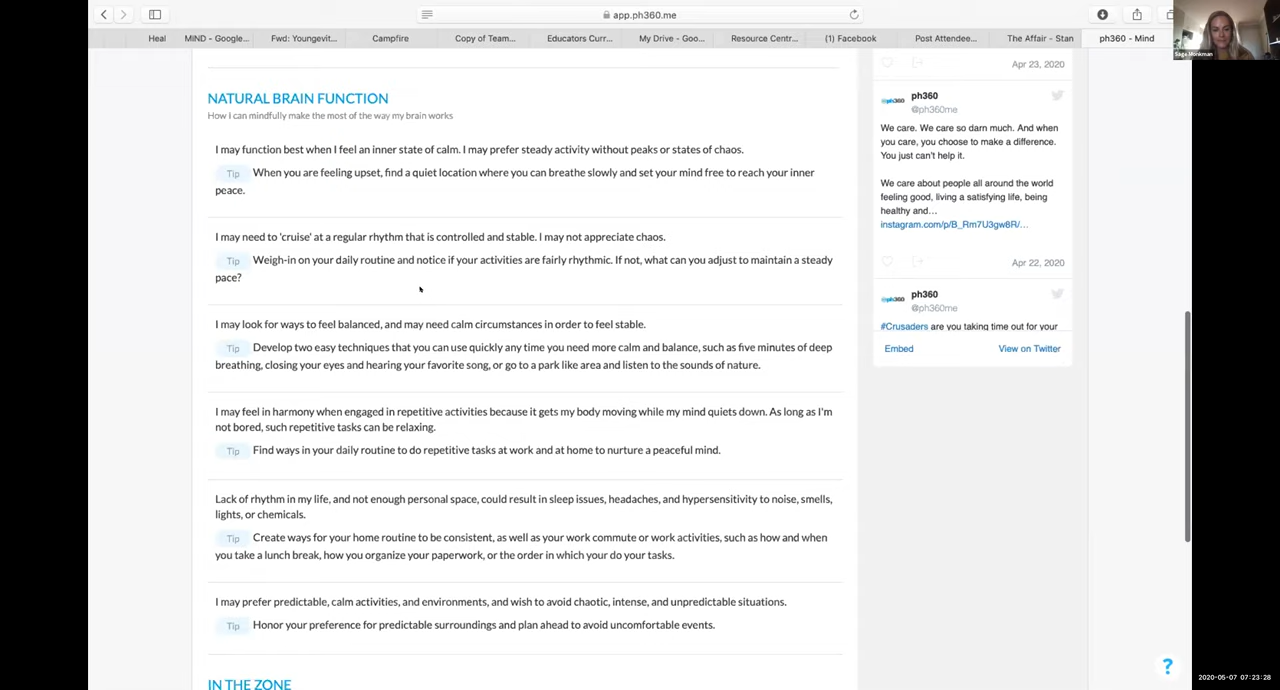 app.ph360.me
Heal
MIND - Google...
Fwd: Youngevit...
Campfire
Copy of Team...
Educators Curr...
My Drive - Goo...
Resource Centr...
(1) Facebook
Post Attendee...
The Affair - Stan
ph360 - Mind
Sage Monkman
NATURAL BRAIN FUNCTION
How I can mindfully make the most of the way my brain works
I may function best when I feel an inner state of calm. I may prefer steady activity without peaks or states of chaos.
Tip When you are feeling upset, find a quiet location where you can breathe slowly and set your mind free to reach your inner
peace.
I may need to 'cruise' at a regular rhythm that is controlled and stable. I may not appreciate chaos.
Tip Weigh-in on your daily routine and notice if your activities are fairly rhythmic. If not, what can you adjust to maintain a steady
pace?
I may look for ways to feel balanced, and may need calm circumstances in order to feel stable.
Tip Develop two easy techniques that you can use quickly any time you need more calm and balance, such as five minutes of deep
breathing, closing your eyes and hearing your favorite song, or go to a park like area and listen to the sounds of nature.
I may feel in harmony when engaged in repetitive activities because it gets my body moving while my mind quiets down. As long as I'm
not bored, such repetitive tasks can be relaxing.
Tip Find ways in your daily routine to do repetitive tasks at work and at home to nurture a peaceful mind.
Lack of rhythm in my life, and not enough personal space, could result in sleep issues, headaches, and hypersensitivity to noise, smells,
lights, or chemicals.
Tip Create ways for your home routine to be consistent, as well as your work commute or work activities, such as how and when
you take a lunch break, how you organize your paperwork, or the order in which your do your tasks.
I may prefer predictable, calm activities, and environments, and wish to avoid chaotic, intense, and unpredictable situations.
Tip Honor your preference for predictable surroundings and plan ahead to avoid uncomfortable events.
IN THE ZONE
Apr 23, 2020
ph360
ph360
@ph360me
We care. We care so darn much. And when
you care, you choose to make a difference.
You just can't help it.
We care about people all around the world
feeling good, living a satisfying life, being
healthy and...
instagram.com/p/B_Rm7U3gw8R/...
Apr 22, 2020
ph360
ph360
@ph360me
#Crusaders are you taking time out for your
Embed
View on Twitter
?
2020-05-07 07:23:28